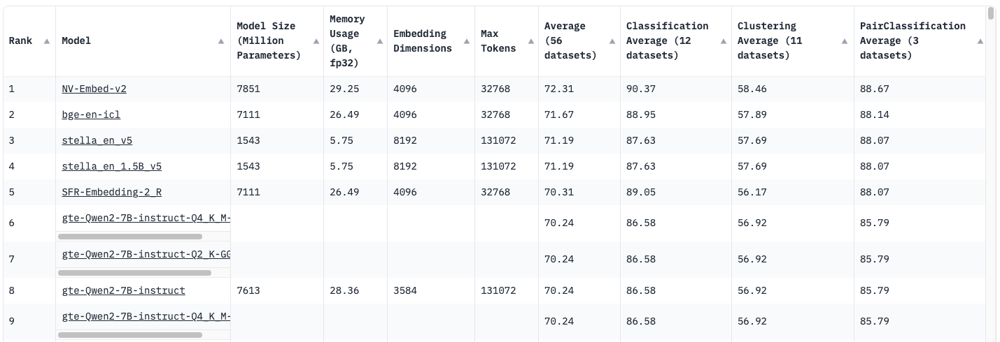 Rank Model Model Size (Million Parameters) Memory Usage (GB, fp32) Embedding Dimensions Max Tokens Average (56 datasets) Classification Average (12 datasets) Clustering Average (11 datasets) PairClassification Average (3 datasets)
1 NV-Embed-v2 7851 29.25 4096 32768 72.31 90.37 58.46 88.67
2 bge-en-icl 7111 26.49 4096 32768 71.67 88.95 57.89 88.14
3 stella_en_v5 1543 5.75 8192 131072 71.19 87.63 57.69 88.07
4 stella_en_1.5B_v5 1543 5.75 8192 131072 71.19 87.63 57.69 88.07
5 SFR-Embedding-2_R 7111 26.49 4096 32768 70.31 89.05 56.17 88.07
6 gte-Qwen2-7B-instruct-Q4_K_M- 70.24 86.58 56.92 85.79
7 gte-Qwen2-7B-instruct-Q2_K-GG 70.24 86.58 56.92 85.79
8 gte-Qwen2-7B-instruct 7613 28.36 3584 131072 70.24 86.58 56.92 85.79
9 gte-Qwen2-7B-instruct-Q4_K_M- 70.24 86.58 56.92 85.79